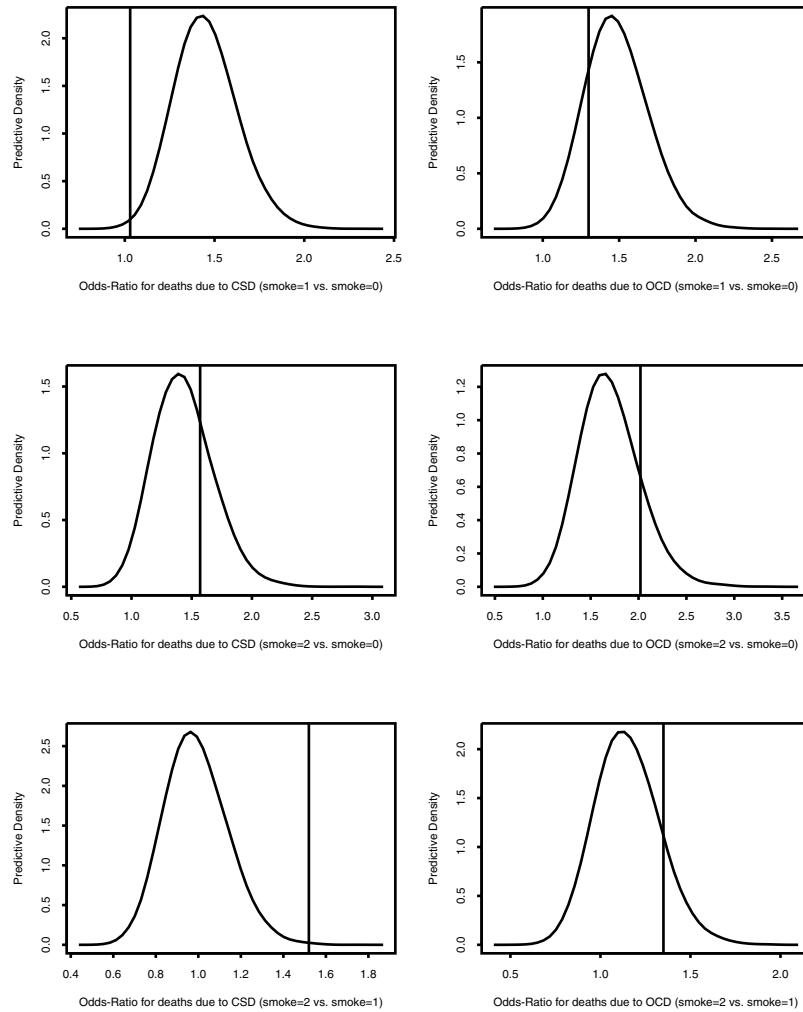 Predictive Density
0.0 0.5 1.0 1.5 2.0
1.0 1.5 2.0 2.5
Odds-Ratio for deaths due to CSD (smoke=1 vs. smoke=0)
Predictive Density
0.0 0.5 1.0 1.5
1.0 1.5 2.0 2.5
Odds-Ratio for deaths due to OCD (smoke=1 vs. smoke=0)
Predictive Density
0.0 0.5 1.0 1.5
0.5 1.0 1.5 2.0 2.5 3.0
Odds-Ratio for deaths due to CSD (smoke=2 vs. smoke=0)
Predictive Density
0.0 0.2 0.4 0.6 0.8 1.0 1.2
0.5 1.0 1.5 2.0 2.5 3.0 3.5
Odds-Ratio for deaths due to OCD (smoke=2 vs. smoke=0)
Predictive Density
0.0 0.5 1.0 1.5 2.0 2.5
0.4 0.6 0.8 1.0 1.2 1.4 1.6 1.8
Odds-Ratio for deaths due to CSD (smoke=2 vs. smoke=1)
Predictive Density
0.0 0.5 1.0 1.5 2.0
0.5 1.0 1.5 2.0
Odds-Ratio for deaths due to OCD (smoke=2 vs. smoke=1)